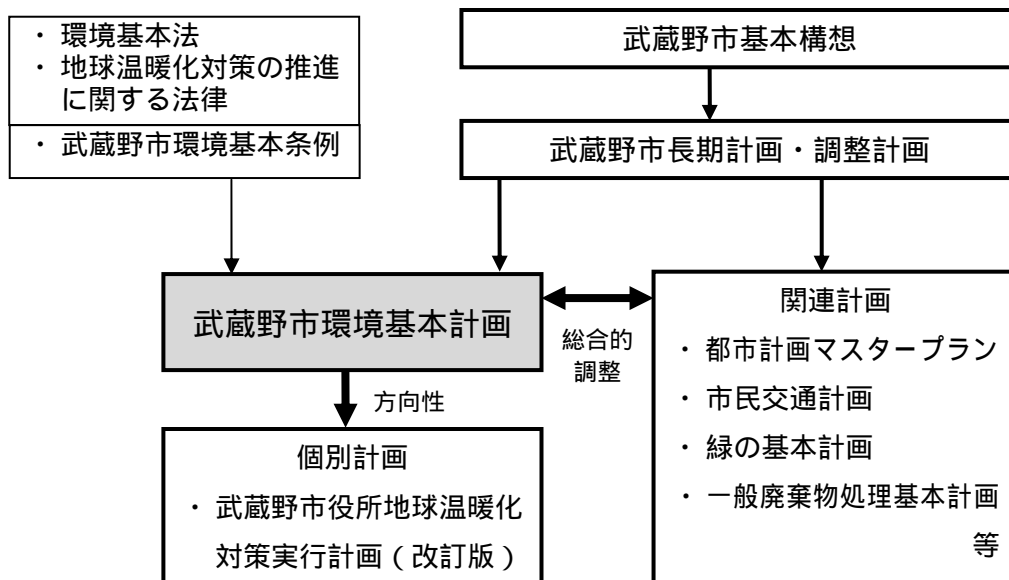 ・ 環境基本法
・ 地球温暖化対策の推進
に関する法律
・ 武蔵野市環境基本条例
武蔵野市基本構想
武蔵野市長期計画・調整計画
武蔵野市環境基本計画
総合的
調整
関連計画
・ 都市計画マスタープラン
・ 市民交通計画
・ 緑の基本計画
・ 一般廃棄物処理基本計画
等
方向性
個別計画
・ 武蔵野市役所地球温暖化
対策実行計画（改訂版）